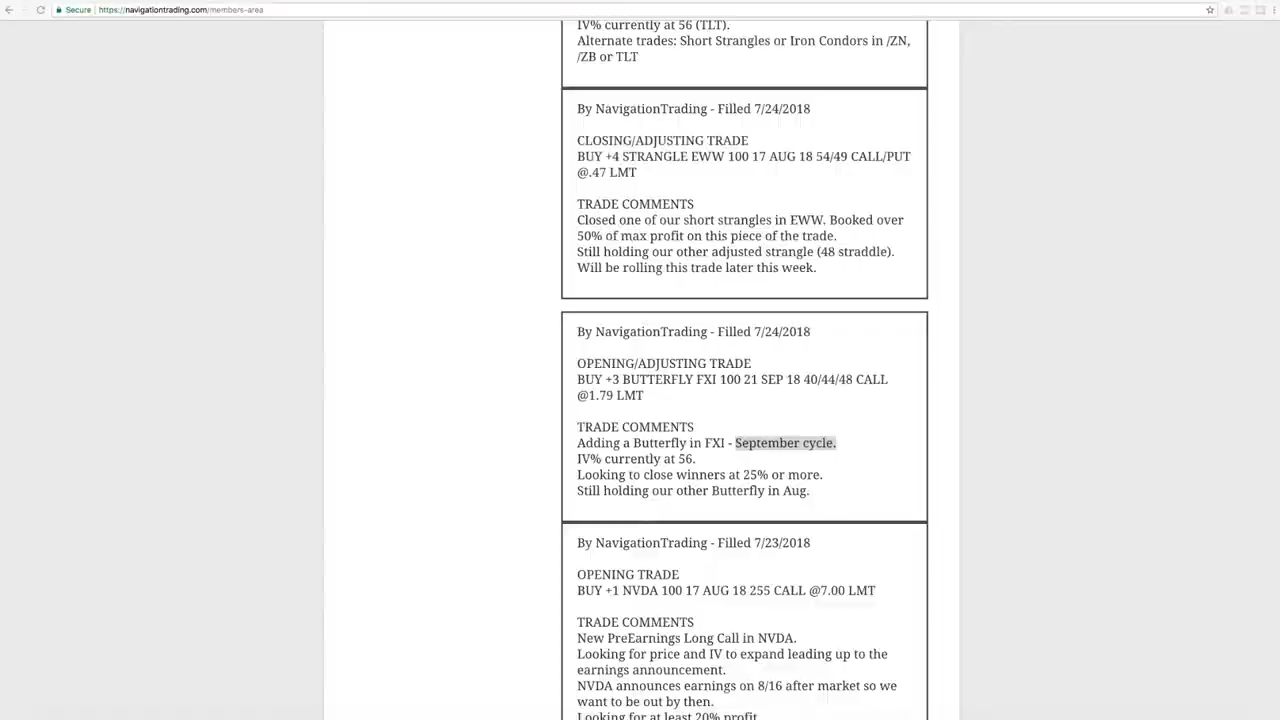 Secure https://navigationtrading.com/members-area
IV% currently at 56 (TLT).
Alternate trades: Short Strangles or Iron Condors in /ZN,
/ZB or TLT
By NavigationTrading - Filled 7/24/2018
CLOSING/ADJUSTING TRADE
BUY +4 STRANGLE EWW 100 17 AUG 18 54/49 CALL/PUT
@.47 LMT
TRADE COMMENTS
Closed one of our short strangles in EWW. Booked over
50% of max profit on this piece of the trade.
Still holding our other adjusted strangle (48 straddle).
Will be rolling this trade later this week.
By NavigationTrading - Filled 7/24/2018
OPENING/ADJUSTING TRADE
BUY +3 BUTTERFLY FXI 100 21 SEP 18 40/44/48 CALL
@1.79 LMT
TRADE COMMENTS
Adding a Butterfly in FXI - September cycle.
IV% currently at 56.
Looking to close winners at 25% or more.
Still holding our other Butterfly in Aug.
By NavigationTrading - Filled 7/23/2018
OPENING TRADE
BUY +1 NVDA 100 17 AUG 18 255 CALL @7.00 LMT
TRADE COMMENTS
New PreEarnings Long Call in NVDA.
Looking for price and IV to expand leading up to the
earnings announcement.
NVDA announces earnings on 8/16 after market so we
want to be out by then.
Looking for at least 20% profit